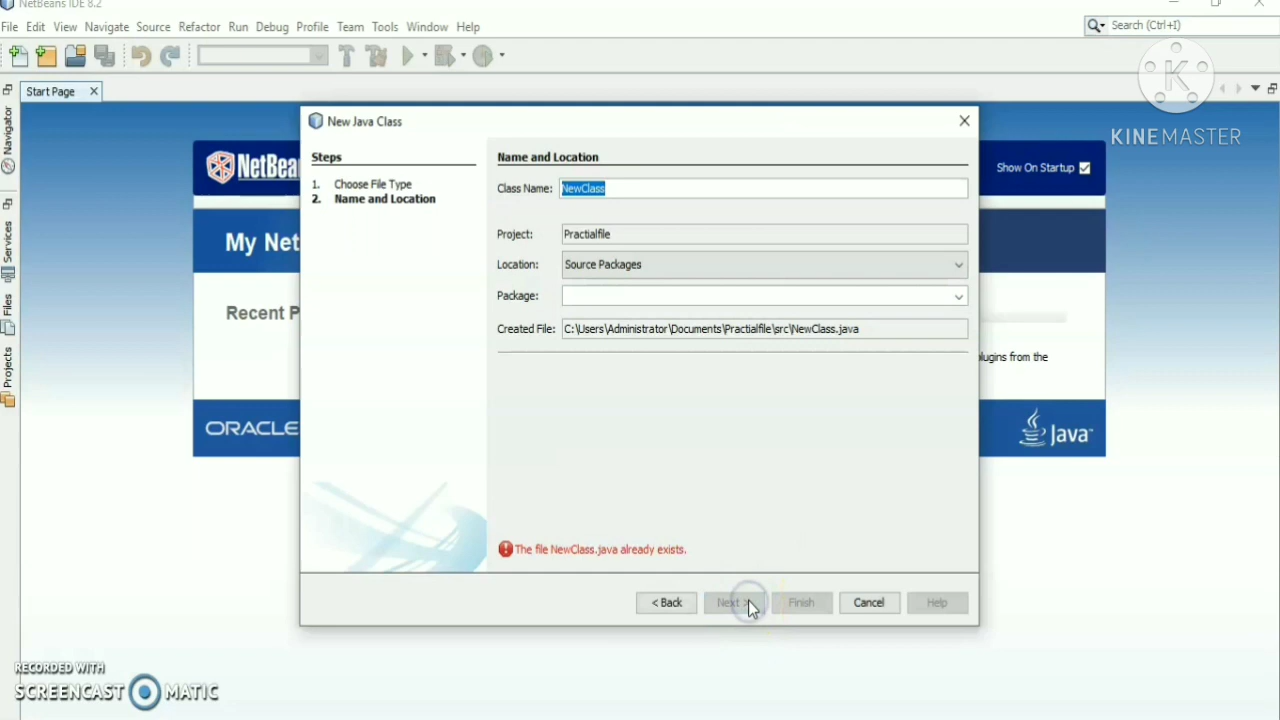 NetBeans IDE 8.2
File Edit View Navigate Source Refactor Run Debug Profile Team Tools Window Help
Search (Ctrl+I)
Start Page
KINEMASTER
Navigator
Services
Files
Projects
NetBea
Show On Startup
My Net
Recent P
plugins from the
ORACLE
Java
New Java Class
Steps
1. Choose File Type
2. Name and Location
Name and Location
Class Name: NewClass
Project: Practialfile
Location: Source Packages
Package:
Created File: C:\Users\Administrator\Documents\Practialfile\src\NewClass.java
The file NewClass.java already exists.
< Back Next > Finish Cancel Help
RECORDED WITH
SCREENCAST MATIC